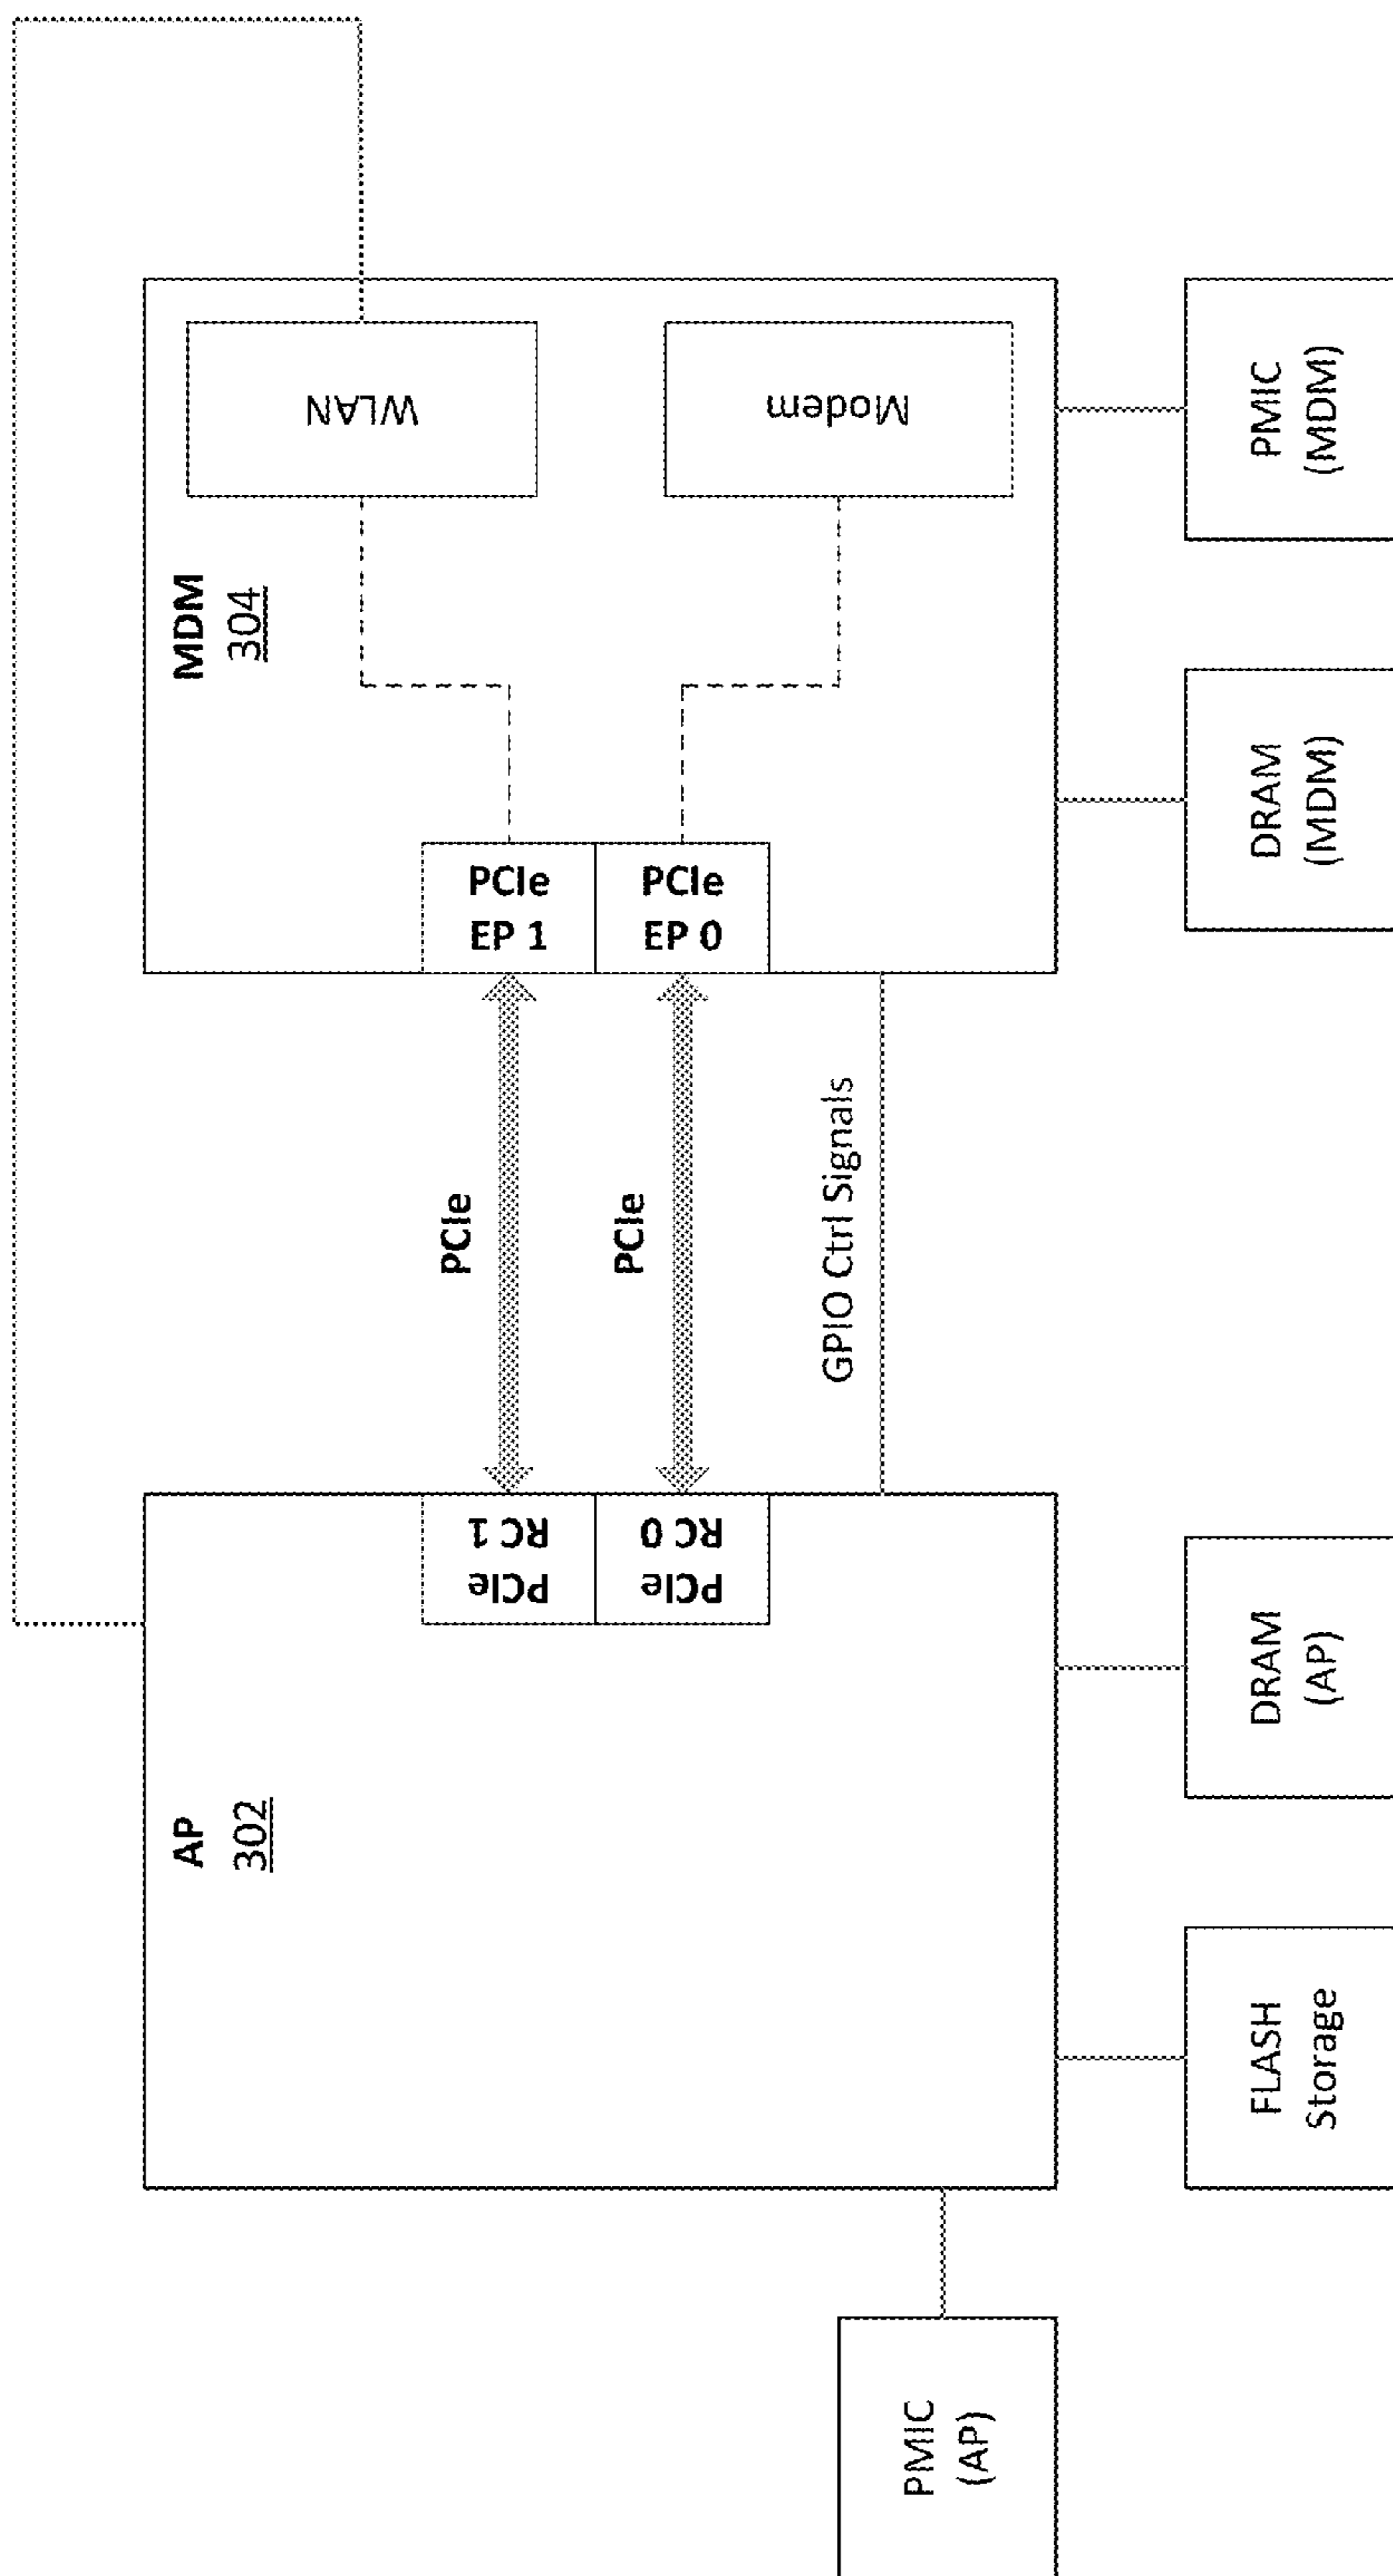 AP
302
MDM
304
WLAN
PCIe
RC 1
PCIe
PCIe
EP 1
PCIe
RC 0
PCIe
PCIe
EP 0
Modem
GPIO Ctrl Signals
PMIC
(AP)
FLASH
Storage
DRAM
(AP)
DRAM
(MDM)
PMIC
(MDM)